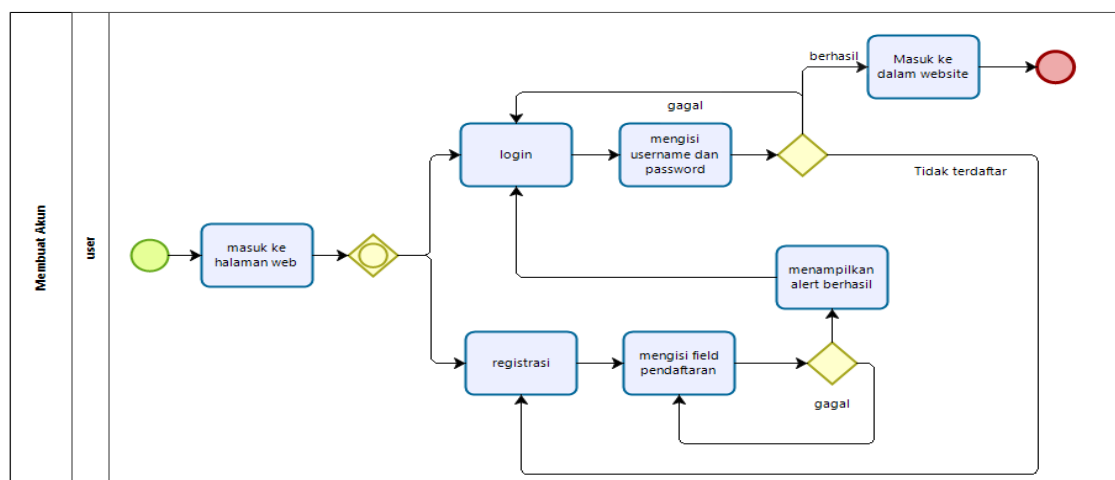 Membuat Akun
user
masuk ke
halaman web
login
mengisi
username dan
password
gagal
berhasil
Masuk ke
dalam website
Tidak terdaftar
menampilkan
alert berhasil
registrasi
mengisi field
pendaftaran
gagal